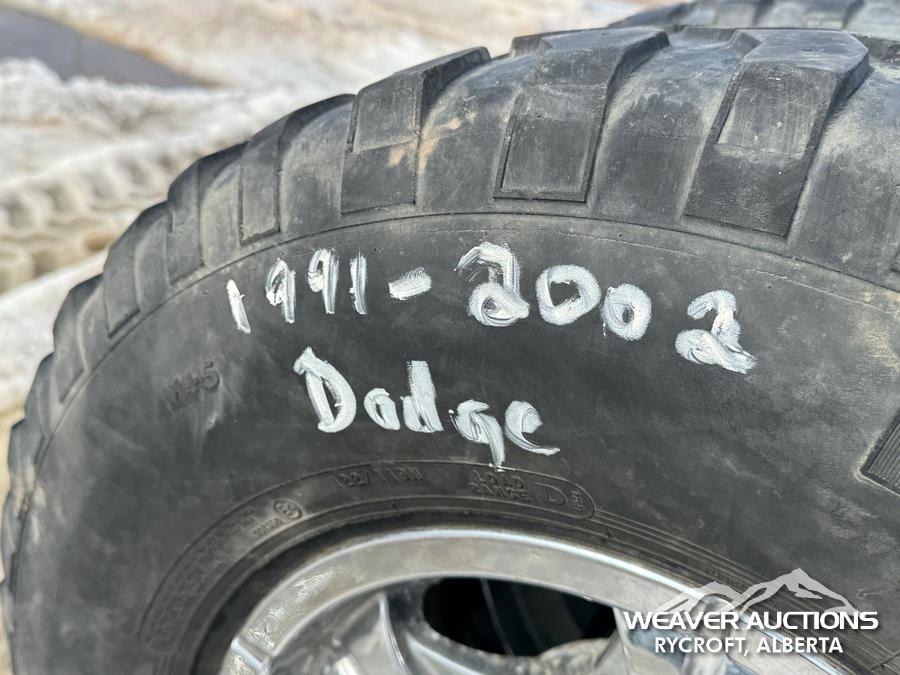 1991-2002
Dodge
M+S
LOAD
RANGE D
WEAVER AUCTIONS
RYCROFT, ALBERTA